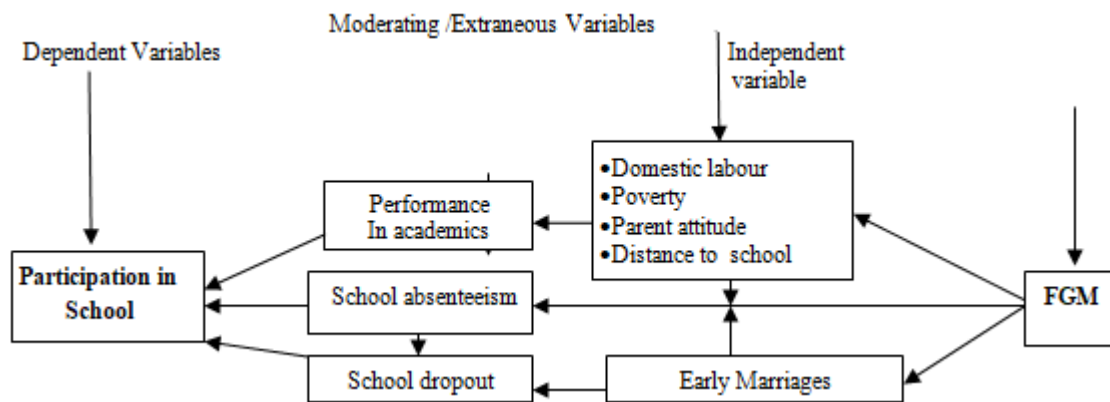 Moderating /Extraneous Variables
Dependent Variables
Independent
variable
•Domestic labour
•Poverty
•Parent attitude
•Distance to school
Performance
In academics
Participation in
School
School absenteeism
FGM
School dropout
Early Marriages